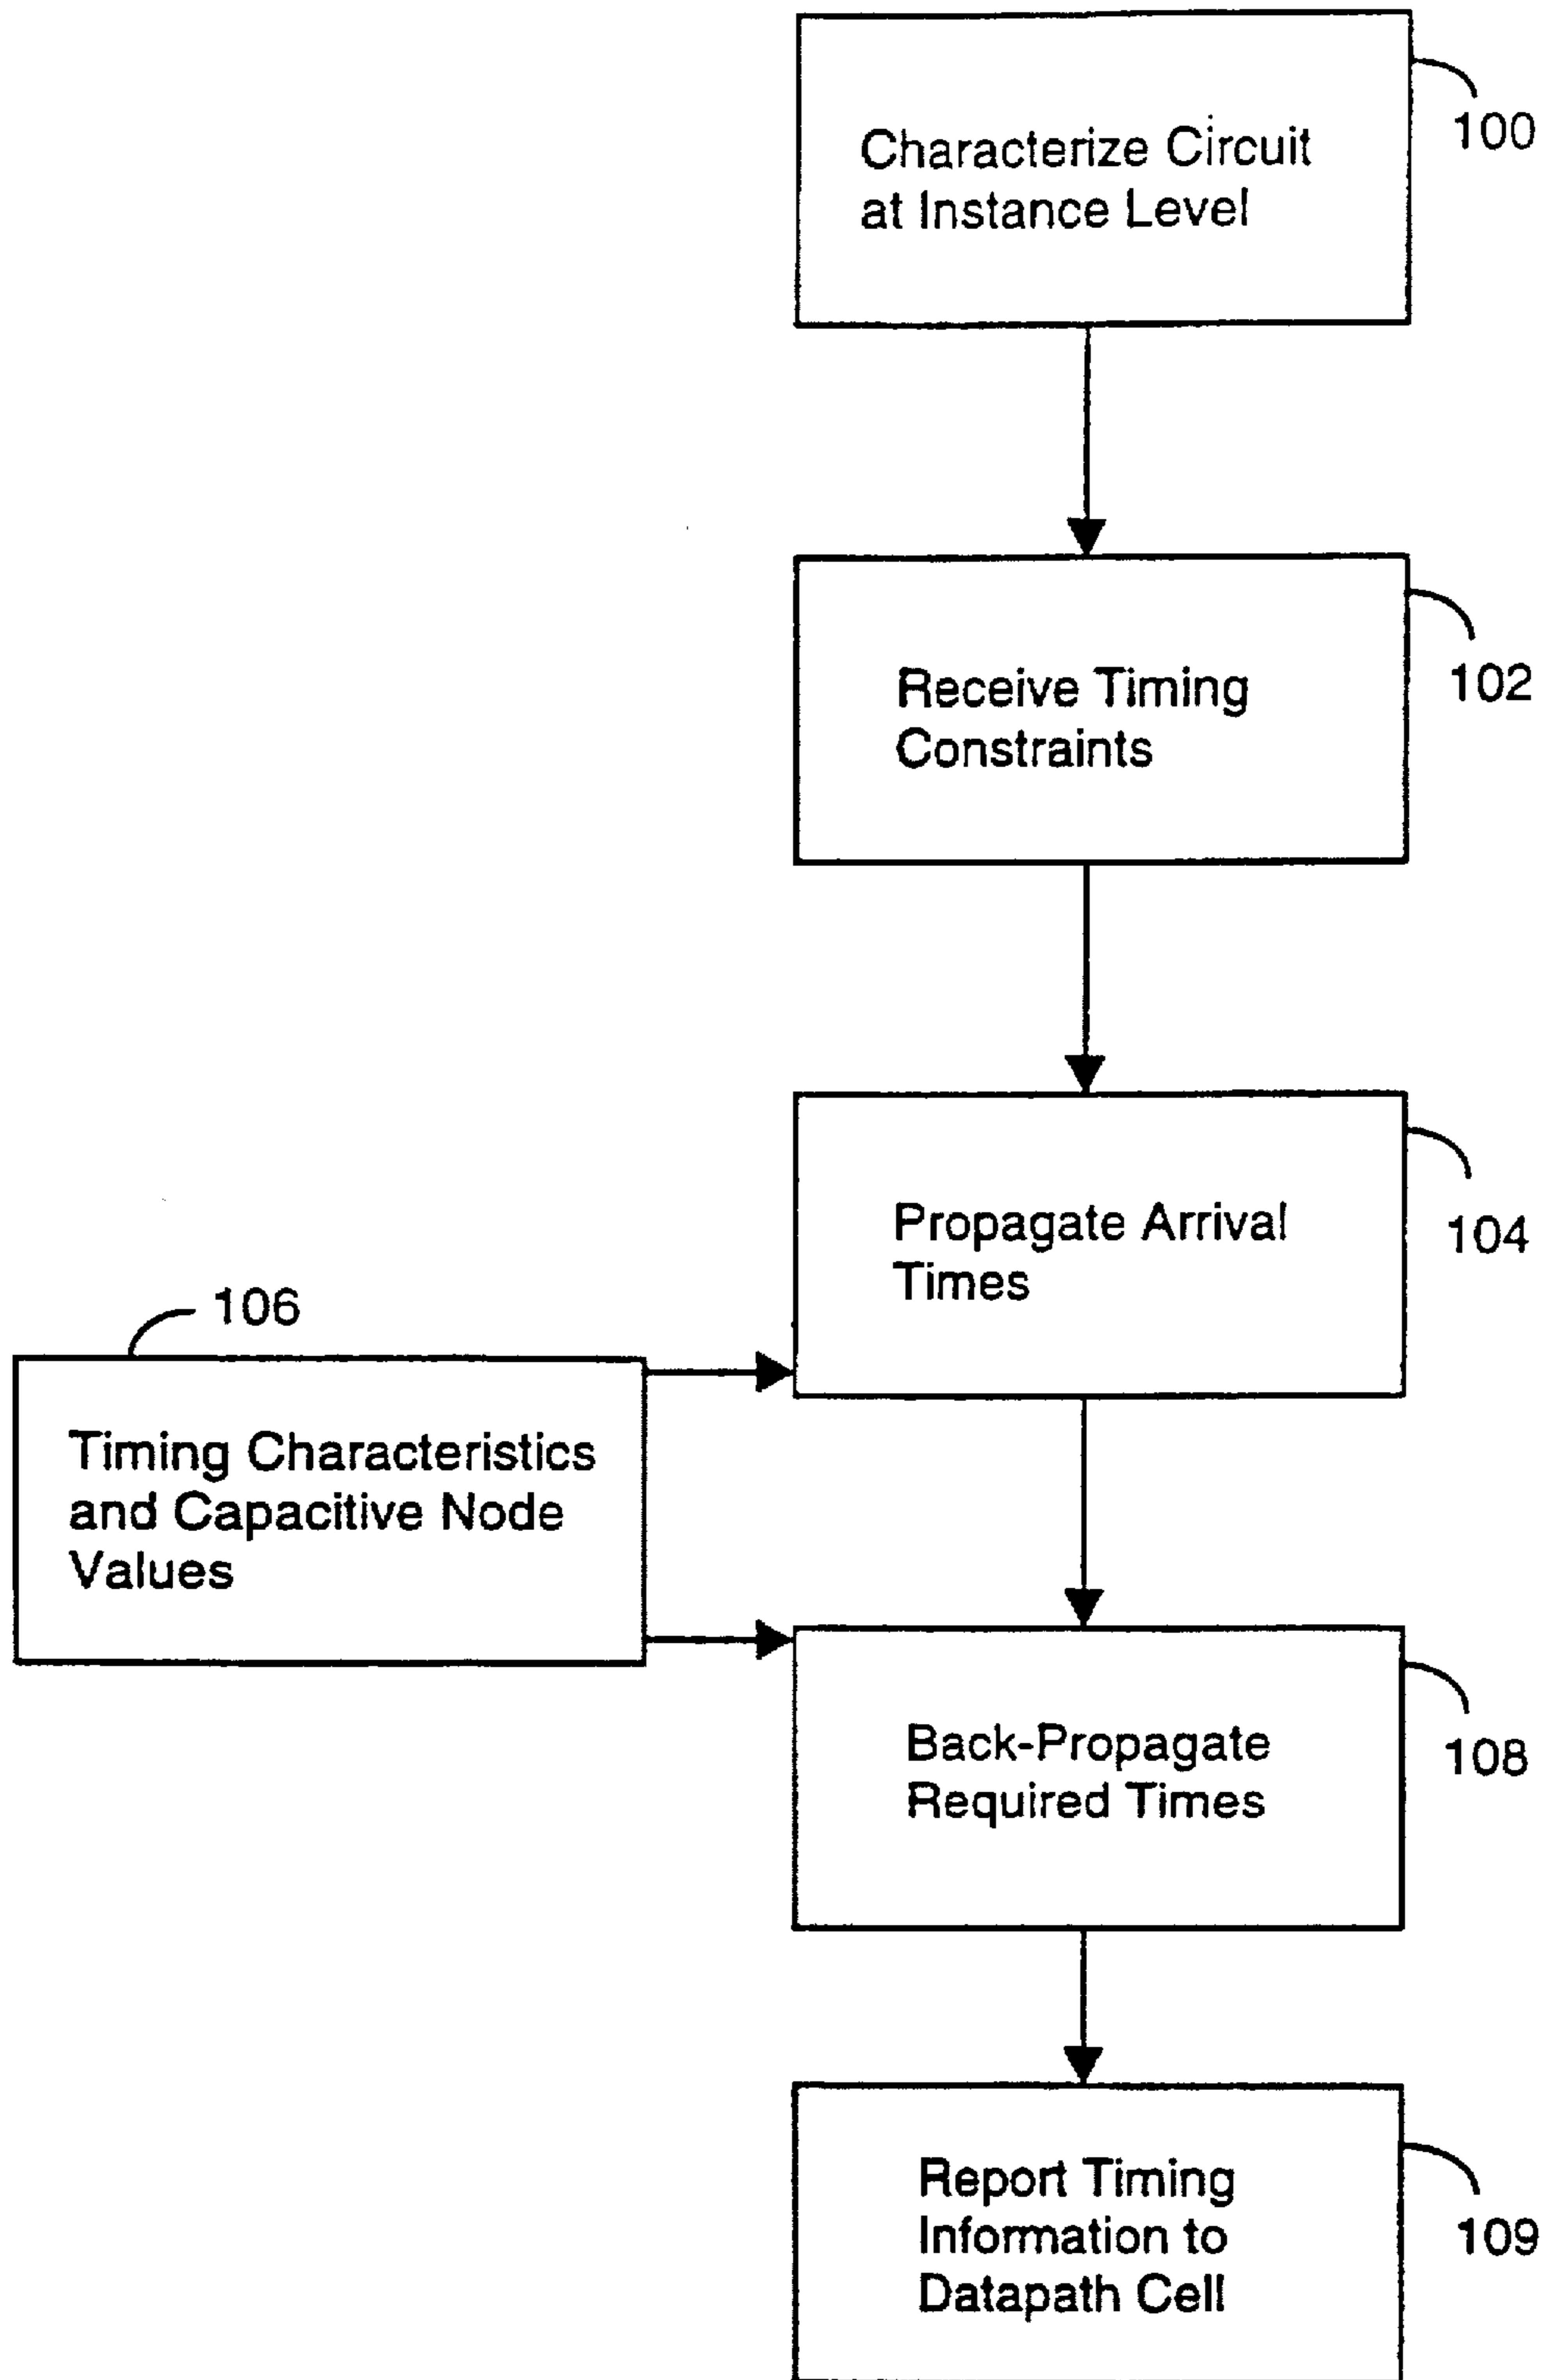 Characterize Circuit
at Instance Level
100
Receive Timing
Constraints
102
Propagate Arrival
Times
104
106
Timing Characteristics
and Capacitive Node
Values
Back-Propagate
Required Times
108
Report Timing
Information to
Datapath Cell
109